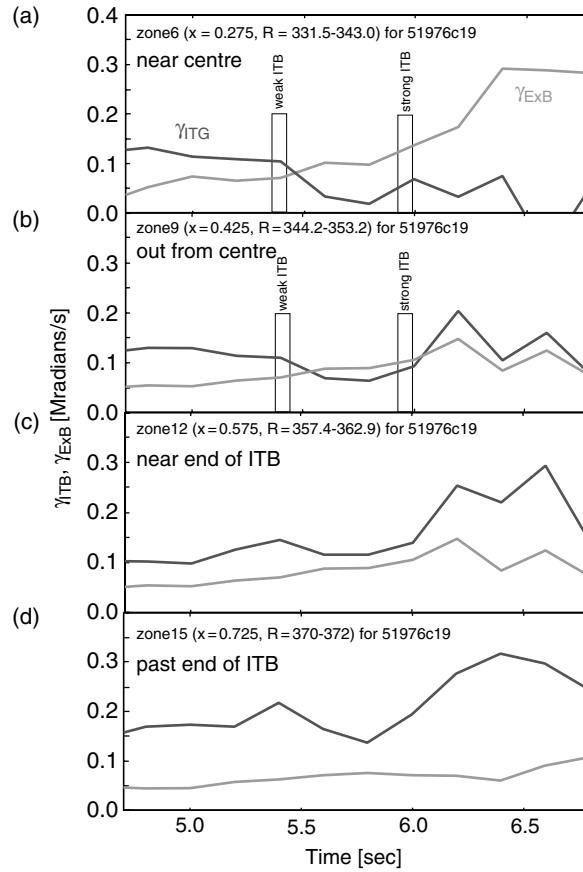 (a)
zone6 (x = 0.275, R = 331.5-343.0) for 51976c19
near centre
weak ITB
strong ITB
γITG
γExB
0.4
0.3
0.2
0.1
0.0
(b)
zone9 (x = 0.425, R = 344.2-353.2) for 51976c19
out from centre
weak ITB
strong ITB
0.3
0.2
0.1
0.0
(c)
zone12 (x = 0.575, R = 357.4-362.9) for 51976c19
near end of ITB
0.3
0.2
0.1
0.0
(d)
zone15 (x = 0.725, R = 370-372) for 51976c19
past end of ITB
0.3
0.2
0.1
0.0
γITB, γExB [Mradians/s]
5.0 5.5 6.0 6.5
Time [sec]